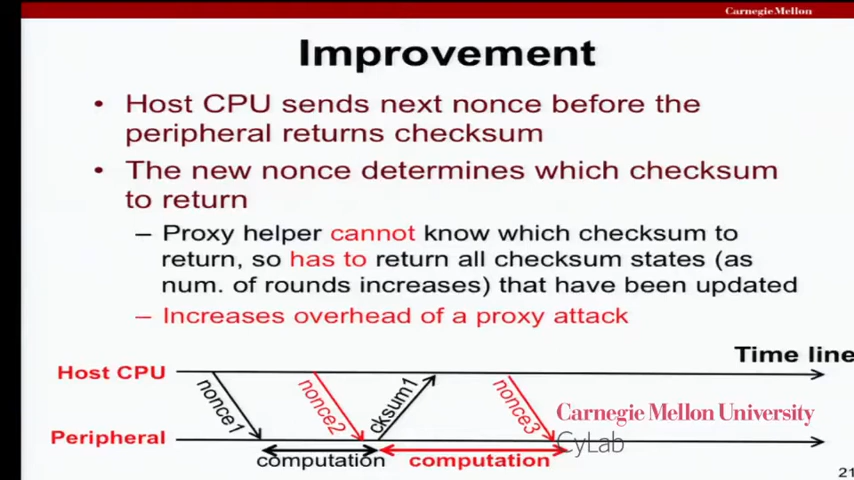 Carnegie Mellon
Improvement
• Host CPU sends next nonce before the
peripheral returns checksum
• The new nonce determines which checksum
to return
– Proxy helper cannot know which checksum to
return, so has to return all checksum states (as
num. of rounds increases) that have been updated
– Increases overhead of a proxy attack
Time line
Host CPU
nonce1
nonce2
cksum1
nonce3
Carnegie Mellon University
CyLab
Peripheral
computation
computation
21